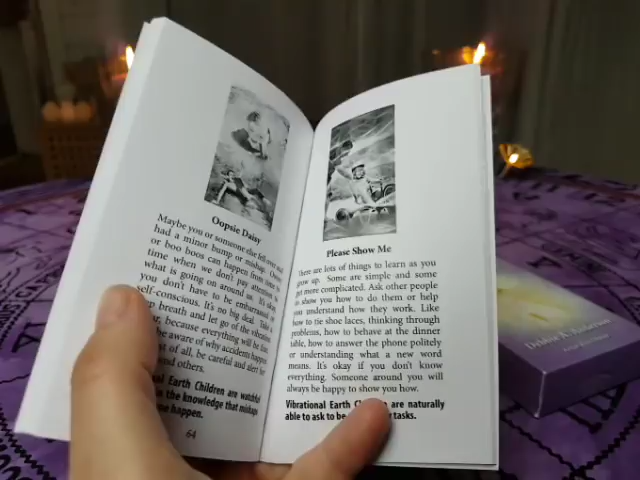 Oopsie Daisy
Maybe you or someone else fell over and
had a minor bump or mishap.
or boo boos can happen from time to
time when we don't pay attention to
what is going on around us. It's okay
you don't have to be embarrassed or
self-conscious. It's no big deal. Take a
breath and let go of the
because everything will be fine.
be aware of why accidents happen
of all, be careful and alert for
and others.
Earth Children are watchful
in the knowledge that mishaps
happen.
64
Please Show Me
There are lots of things to learn as you
grow up. Some are simple and some
get more complicated. Ask other people
to show you how to do them or help
you understand how they work. Like
how to tie shoe laces, thinking through
problems, how to behave at the dinner
table, how to answer the phone politely
or understanding what a new word
means. It's okay if you don't know
everything. Someone around you will
always be happy to show you how.
Vibrational Earth Children are naturally
able to ask to be tasks.
Debbie A. Anderson